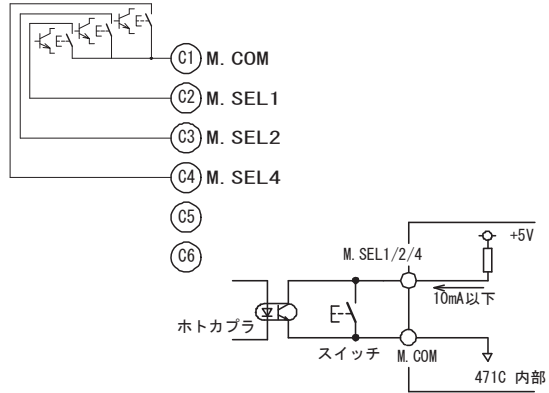 C1 M. COM
C2 M. SEL1
C3 M. SEL2
C4 M. SEL4
C5
C6
+5V
M. SEL1/2/4
10mA以下
ホトカプラ
スイッチ
M. COM
471C 内部